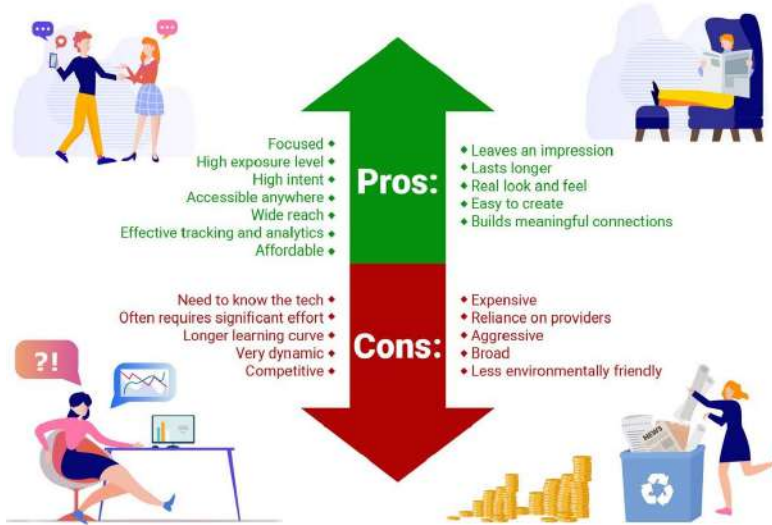 Pros:
Focused
High exposure level
High intent
Accessible anywhere
Wide reach
Effective tracking and analytics
Affordable
Leaves an impression
Lasts longer
Real look and feel
Easy to create
Builds meaningful connections
Cons:
Need to know the tech
Often requires significant effort
Longer learning curve
Very dynamic
Competitive
Expensive
Reliance on providers
Aggressive
Broad
Less environmentally friendly
?!
NEWS